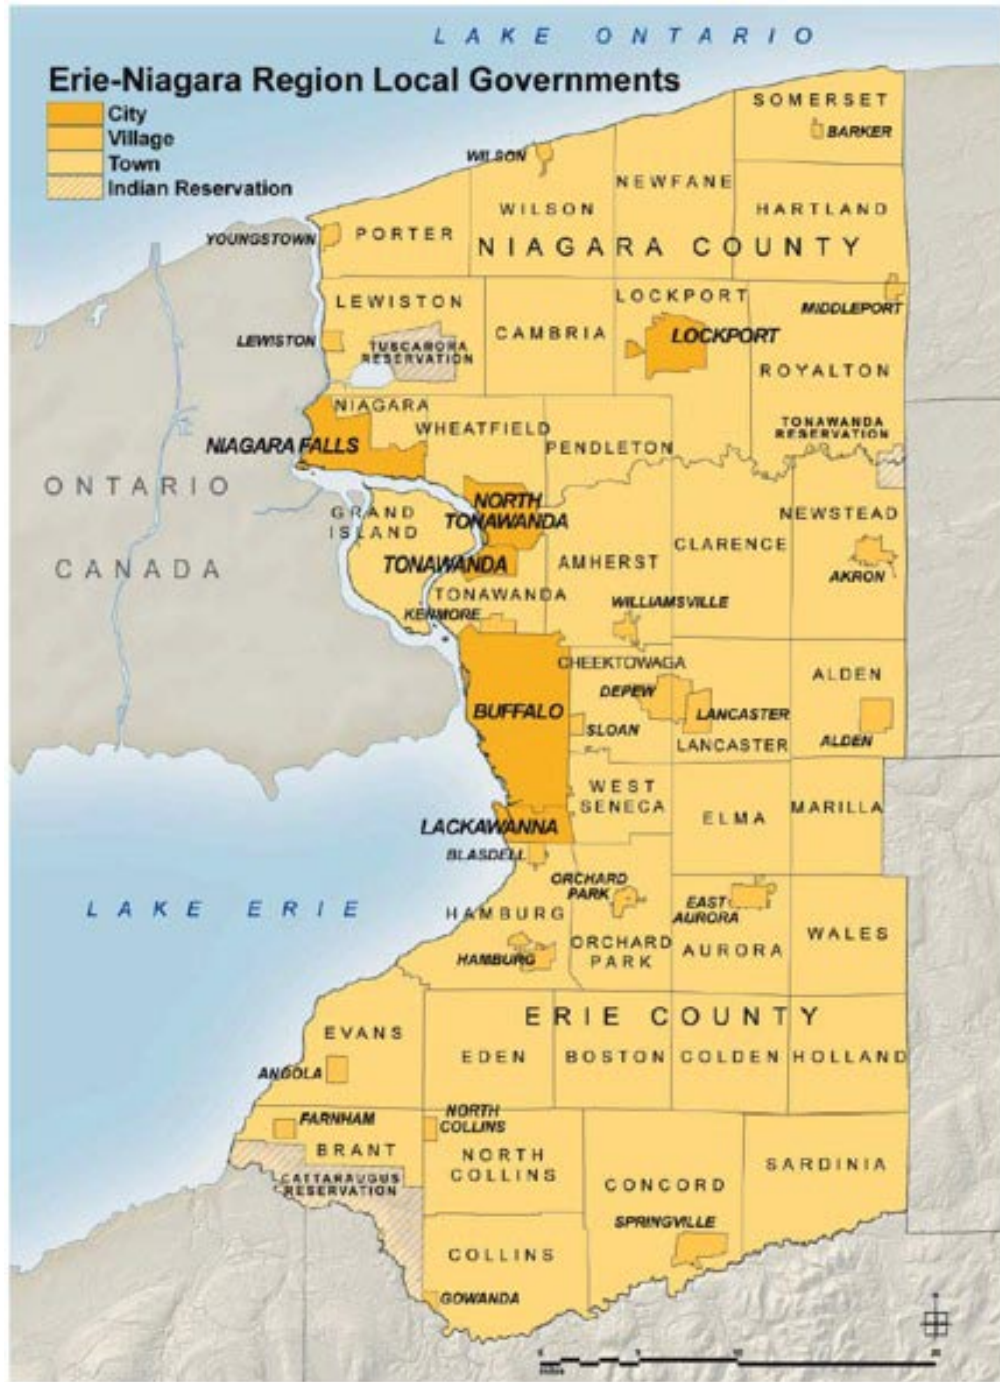 LAKE ONTARIO
Erie-Niagara Region Local Governments
City
Village
Town
Indian Reservation
SOMERSET
BARKER
WILSON
NEWFANE
WILSON
HARTLAND
YOUNGSTOWN
PORTER
NIAGARA COUNTY
LEWISTON
LOCKPORT
MIDDLEPORT
LEWISTON
TUSCARORA
RESERVATION
CAMBRIA
LOCKPORT
ROYALTON
NIAGARA
WHEATFIELD
TONAWANDA
RESERVATION
NIAGARA FALLS
PENDLETON
ONTARIO
CANADA
GRAND
ISLAND
NORTH
TONAWANDA
NEWSTEAD
CLARENCE
TONAWANDA
AMHERST
AKRON
TONAWANDA
KENMORE
WILLIAMSVILLE
CHEEKTOWAGA
ALDEN
DEPEW
BUFFALO
LANCASTER
SLOAN
LANCASTER
ALDEN
WEST
SENECA
ELMA
MARILLA
LACKAWANNA
BLASDELL
ORCHARD
PARK
EAST
AURORA
LAKE ERIE
HAMBURG
WALES
ORCHARD
PARK
AURORA
HAMBURG
ERIE COUNTY
EVANS
EDEN
BOSTON
COLDEN
HOLLAND
ANGOLA
FARNHAM
NORTH
COLLINS
BRANT
NORTH
COLLINS
SARDINIA
CATTARAUGUS
RESERVATION
CONCORD
SPRINGVILLE
COLLINS
GOWANDA